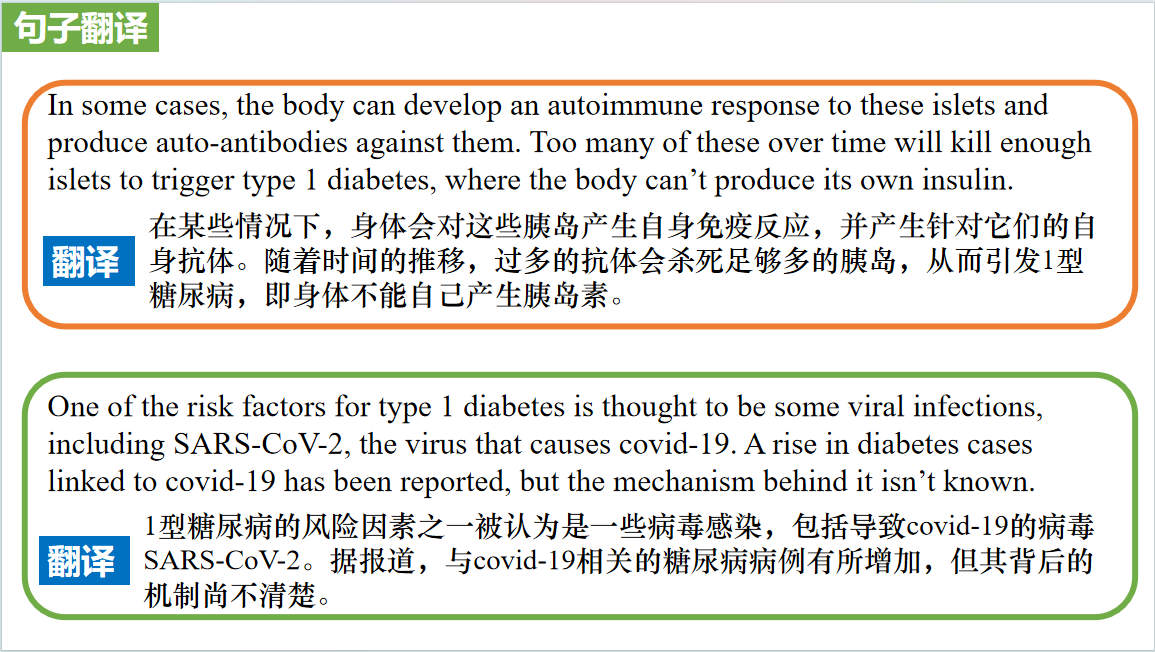 句子翻译
In some cases, the body can develop an autoimmune response to these islets and
produce auto-antibodies against them. Too many of these over time will kill enough
islets to trigger type 1 diabetes, where the body can’t produce its own insulin.
翻译
在某些情况下，身体会对这些胰岛产生自身免疫反应，并产生针对它们的自
身抗体。随着时间的推移，过多的抗体会杀死足够多的胰岛，从而引发1型
糖尿病，即身体不能自己产生胰岛素。
One of the risk factors for type 1 diabetes is thought to be some viral infections,
including SARS-CoV-2, the virus that causes covid-19. A rise in diabetes cases
linked to covid-19 has been reported, but the mechanism behind it isn’t known.
翻译
1型糖尿病的风险因素之一被认为是一些病毒感染，包括导致covid-19的病毒
SARS-CoV-2。据报道，与covid-19相关的糖尿病病例有所增加，但其背后的
机制尚不清楚。